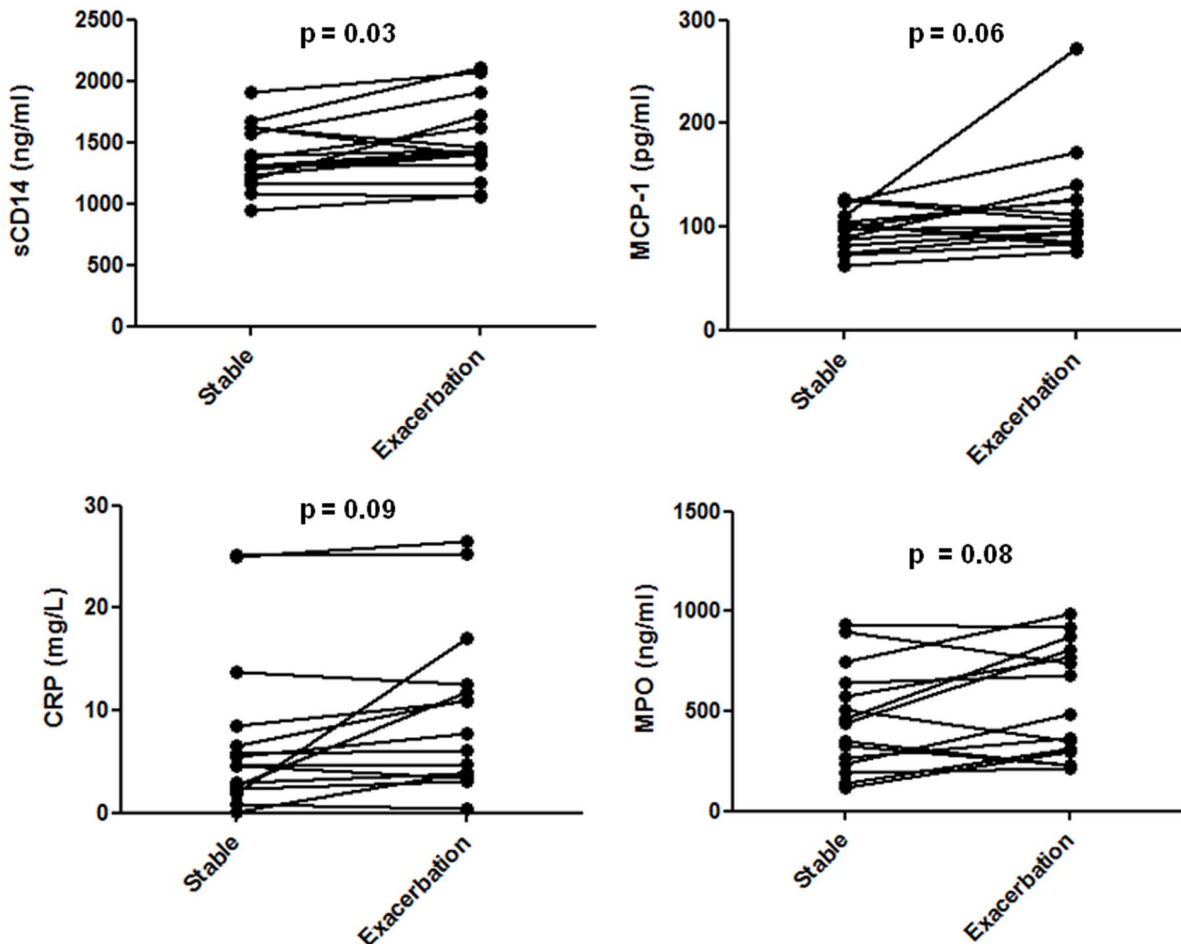 p = 0.03
2500
2000
1500
1000
500
0
sCD14 (ng/ml)
Stable
Exacerbation
p = 0.06
300
200
100
0
MCP-1 (pg/ml)
Stable
Exacerbation
p = 0.09
30
20
10
0
CRP (mg/L)
Stable
Exacerbation
p = 0.08
1500
1000
500
0
MPO (ng/ml)
Stable
Exacerbation